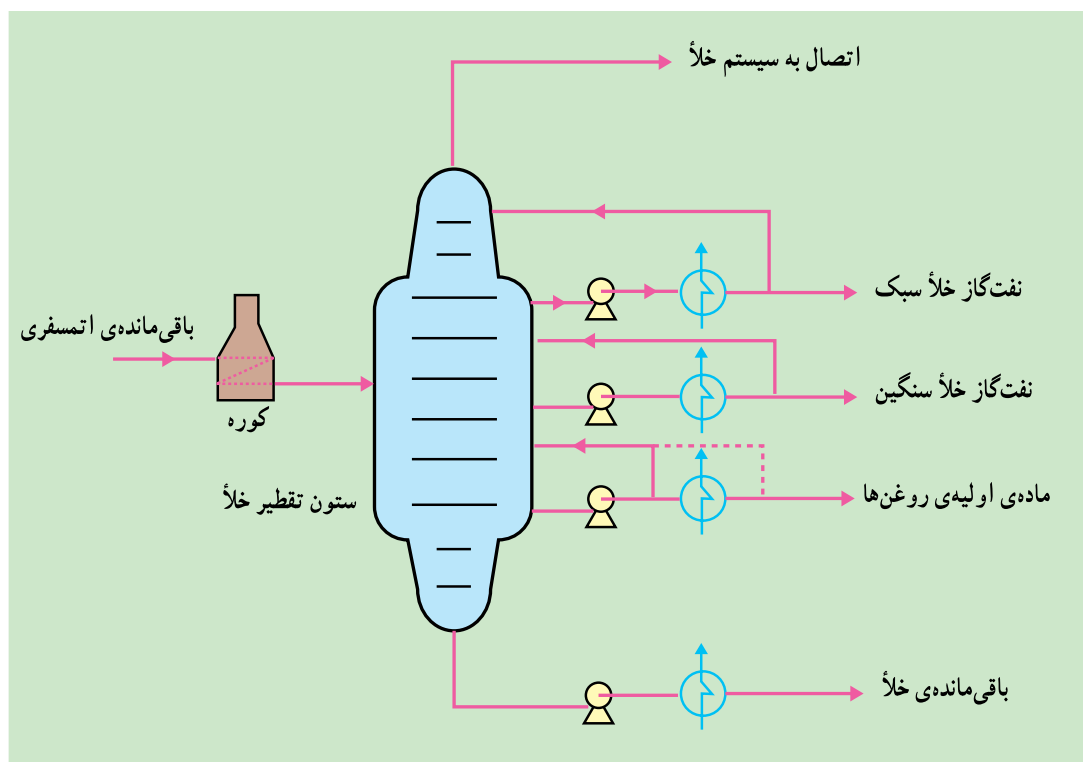 اتصال به سیستم خلأ
نفت‌گاز خلأ سبک
باقی‌مانده‌ی اتمسفری
نفت‌گاز خلأ سنگین
کوره
ستون تقطیر خلأ
ماده‌ی اولیه‌ی روغن‌ها
باقی‌مانده‌ی خلأ